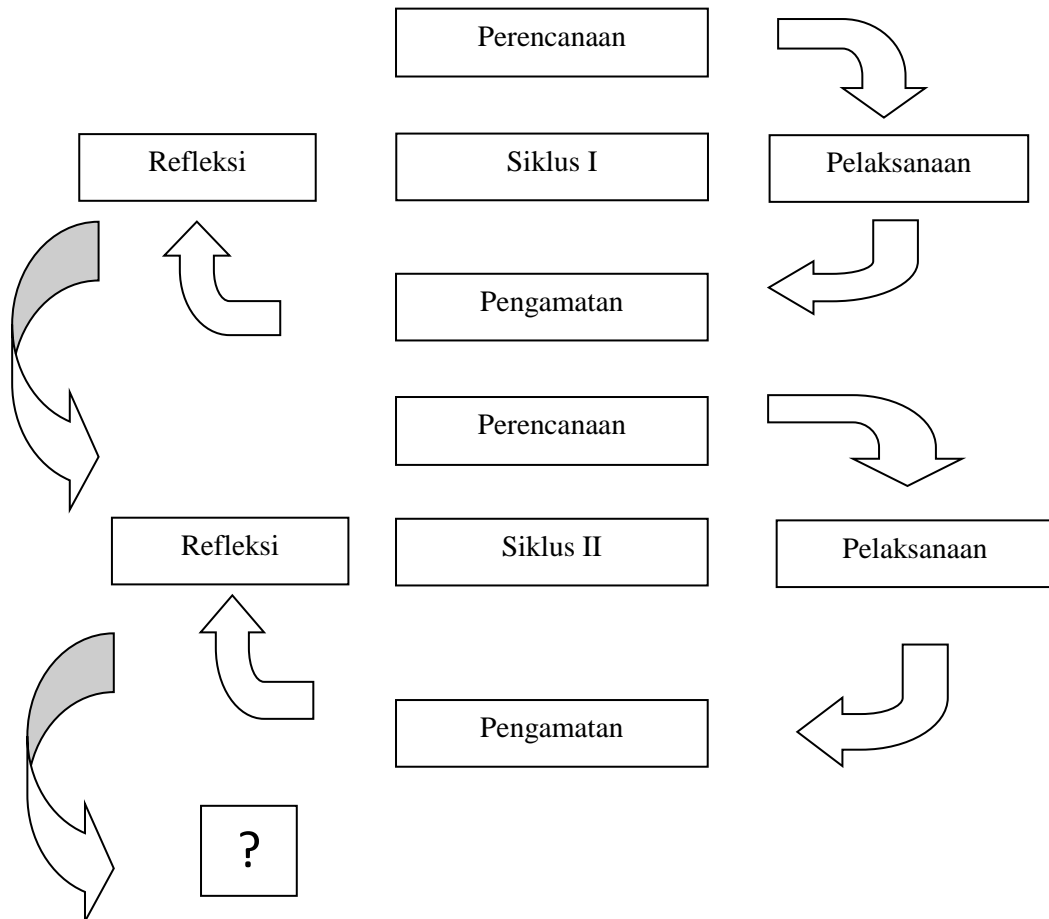 Perencanaan
Refleksi
Siklus I
Pelaksanaan
Pengamatan
Perencanaan
Refleksi
Siklus II
Pelaksanaan
Pengamatan
?